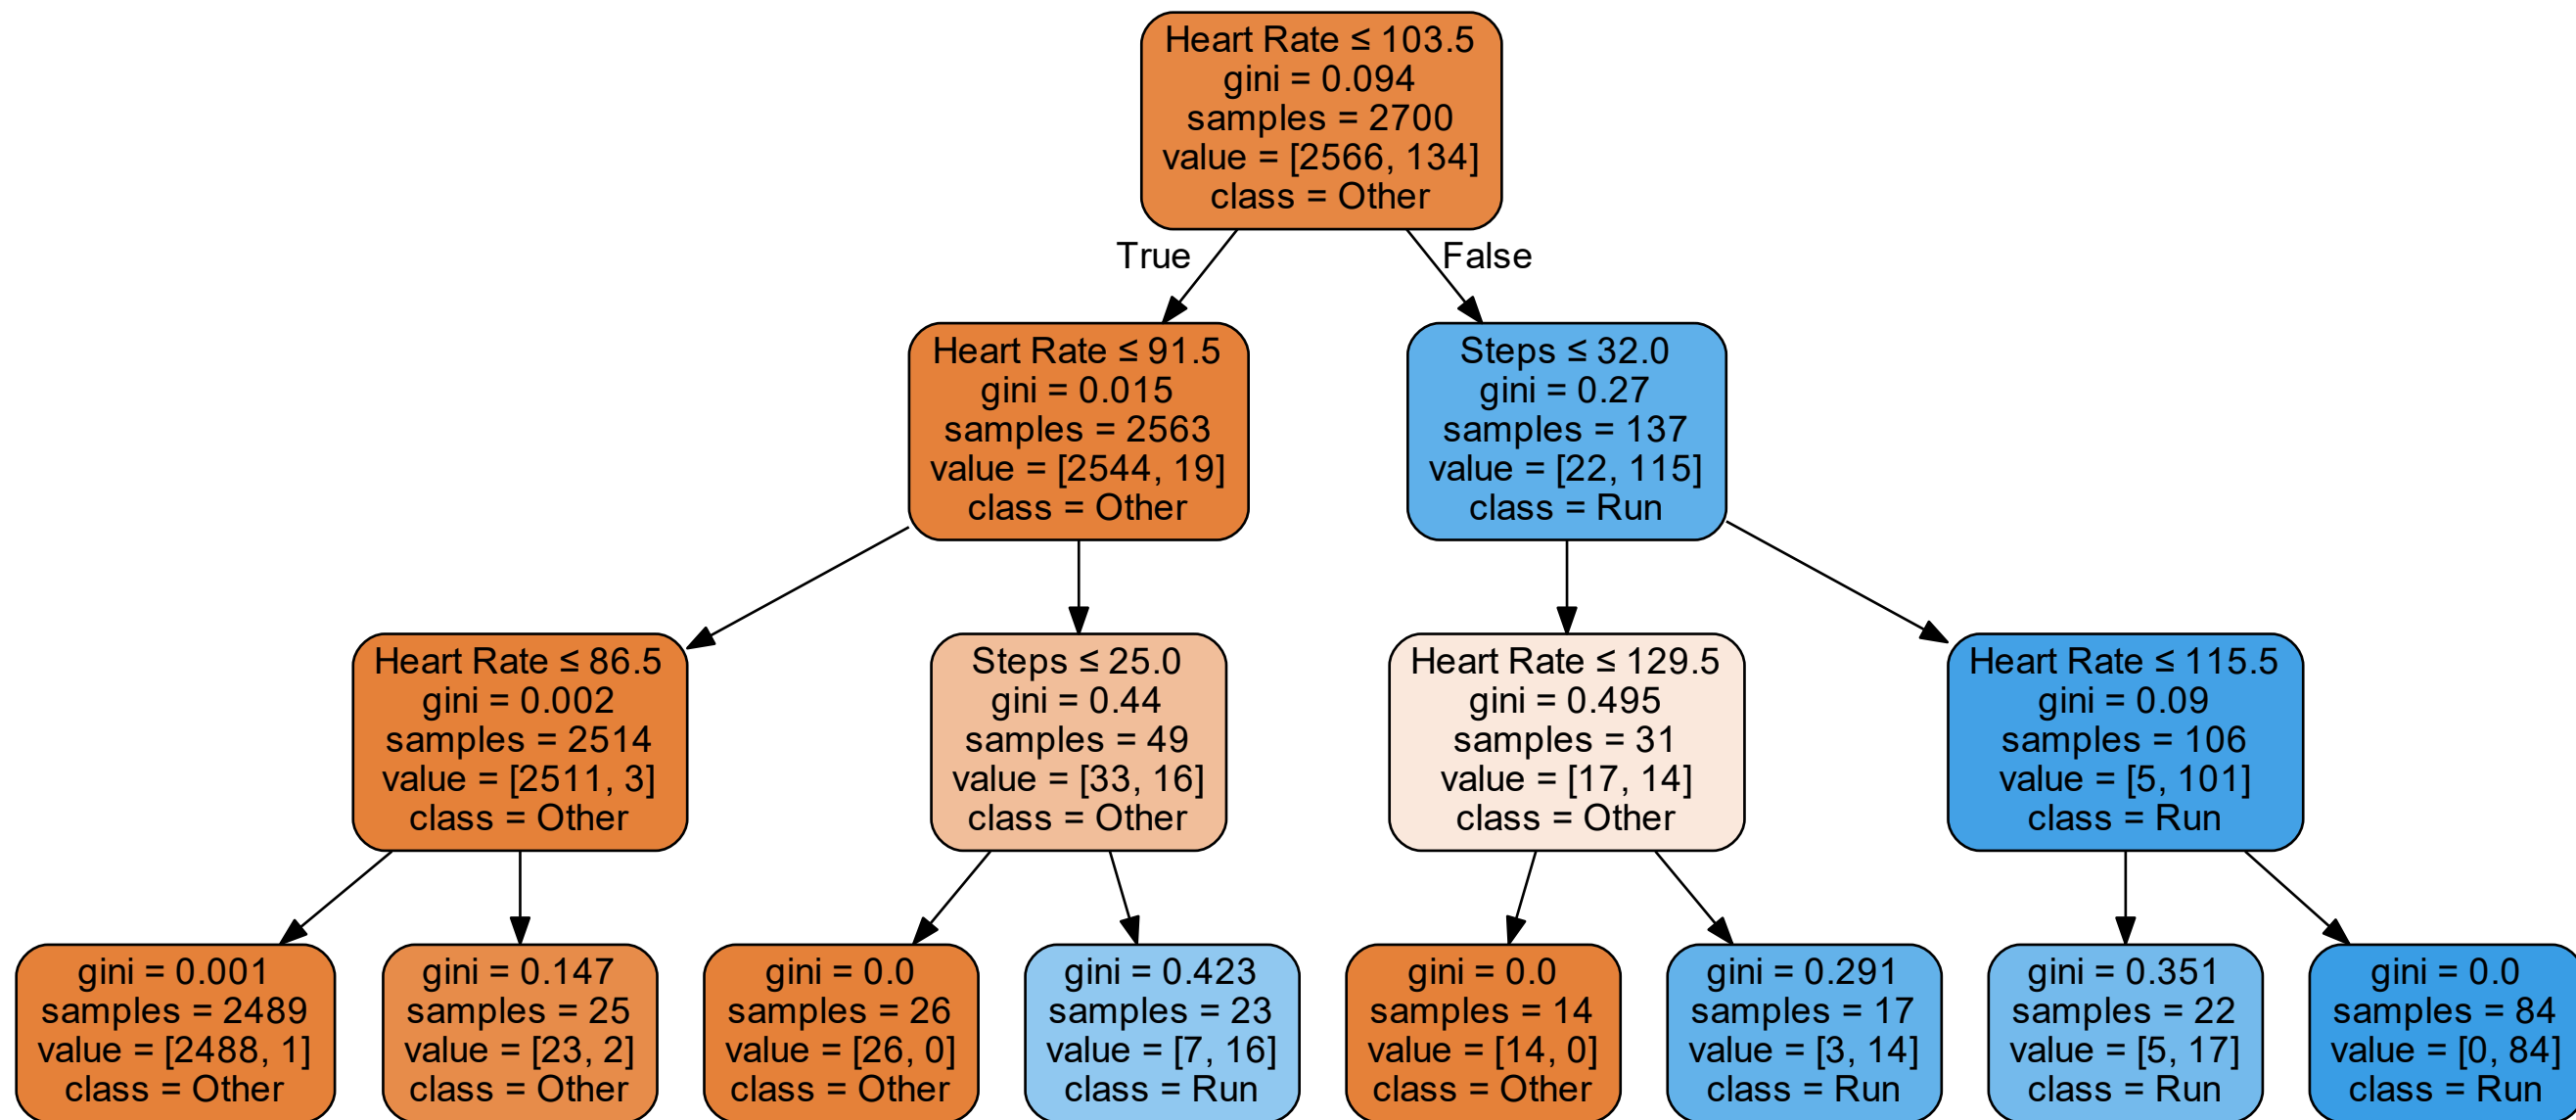 Heart Rate ≤ 103.5
gini = 0.094
samples = 2700
value = [2566, 134]
class = Other
True
False
Heart Rate ≤ 91.5
gini = 0.015
samples = 2563
value = [2544, 19]
class = Other
Steps ≤ 32.0
gini = 0.27
samples = 137
value = [22, 115]
class = Run
Heart Rate ≤ 86.5
gini = 0.002
samples = 2514
value = [2511, 3]
class = Other
Steps ≤ 25.0
gini = 0.44
samples = 49
value = [33, 16]
class = Other
Heart Rate ≤ 129.5
gini = 0.495
samples = 31
value = [17, 14]
class = Other
Heart Rate ≤ 115.5
gini = 0.09
samples = 106
value = [5, 101]
class = Run
gini = 0.001
samples = 2489
value = [2488, 1]
class = Other
gini = 0.147
samples = 25
value = [23, 2]
class = Other
gini = 0.0
samples = 26
value = [26, 0]
class = Other
gini = 0.423
samples = 23
value = [7, 16]
class = Run
gini = 0.0
samples = 14
value = [14, 0]
class = Other
gini = 0.291
samples = 17
value = [3, 14]
class = Run
gini = 0.351
samples = 22
value = [5, 17]
class = Run
gini = 0.0
samples = 84
value = [0, 84]
class = Run